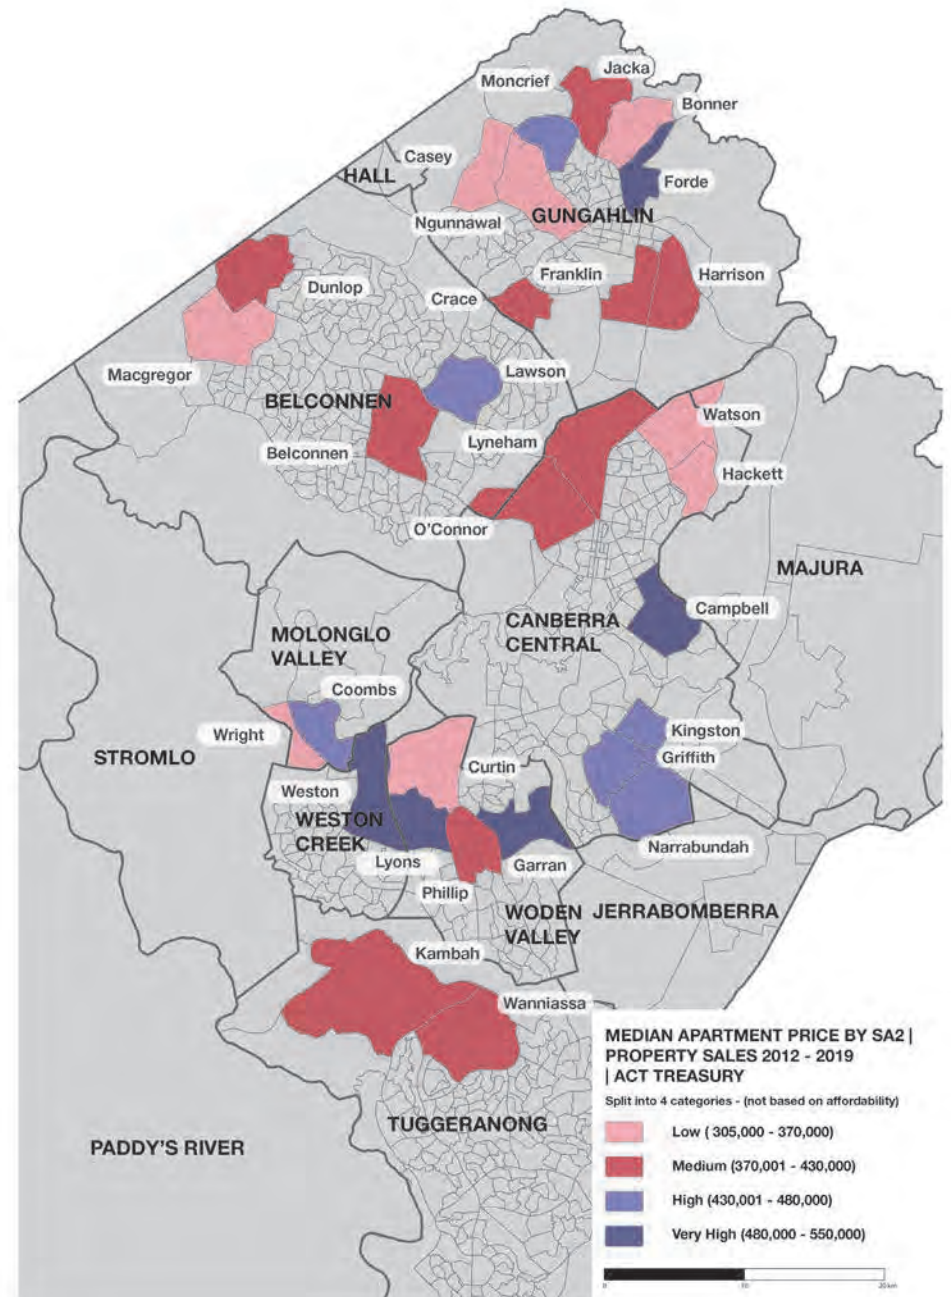 Jacka
Moncrief
Bonner
Casey
HALL
Forde
Ngunnawal
GUNGAHLIN
Franklin
Harrison
Dunlop
Crace
Macgregor
Lawson
BELCONNEN
Watson
Lyneham
Belconnen
Hackett
O'Connor
MAJURA
Campbell
CANBERRA
CENTRAL
MOLONGLO
VALLEY
Coombs
Wright
Kingston
STROMLO
Griffith
Curtin
Weston
WESTON
CREEK
Narrabundah
Lyons
Garran
Phillip
WODEN
VALLEY
JERRABOMBERRA
Kambah
Wanniassa
TUGGERANONG
PADDY'S RIVER
MEDIAN APARTMENT PRICE BY SA2 |
PROPERTY SALES 2012 - 2019
| ACT TREASURY
Split into 4 categories - (not based on affordability)
Low ( 305,000 - 370,000)
Medium (370,001 - 430,000)
High (430,001 - 480,000)
Very High (480,000 - 550,000)
0
10
20 km